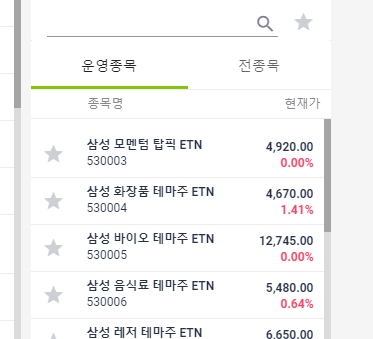 운영종목 전종목
종목명 현재가
삼성 모멘텀 탑픽 ETN 4,920.00
530003 0.00%
삼성 화장품 테마주 ETN 4,670.00
530004 1.41%
삼성 바이오 테마주 ETN 12,745.00
530005 0.00%
삼성 음식료 테마주 ETN 5,480.00
530006 0.64%
삼성 레저 테마주 ETN 6,650.00